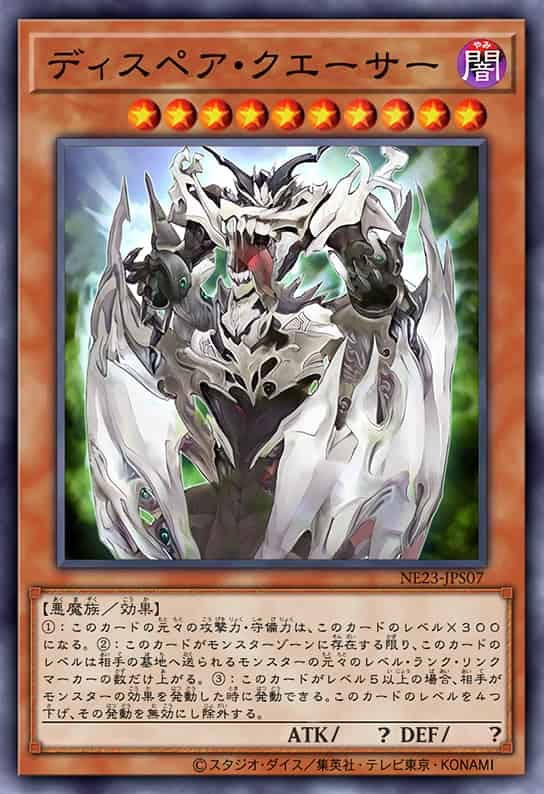 ディスペア・クエーサー
闇
NE23-JPS07
【悪魔族／効果】
①：このカードの元々の攻撃力・守備力は、このカードのレベル×３００
になる。②：このカードがモンスターゾーンに存在する限り、このカードの
レベルは相手の墓地へ送られるモンスターの元々のレベル・ランク・リンク
マーカーの数だけ上がる。③：このカードがレベル５以上の場合、相手が
モンスターの効果を発動した時に発動できる。このカードのレベルを４つ
下げ、その発動を無効にし除外する。
ATK/ ? DEF/ ?
©スタジオ・ダイス／集英社・テレビ東京・KONAMI